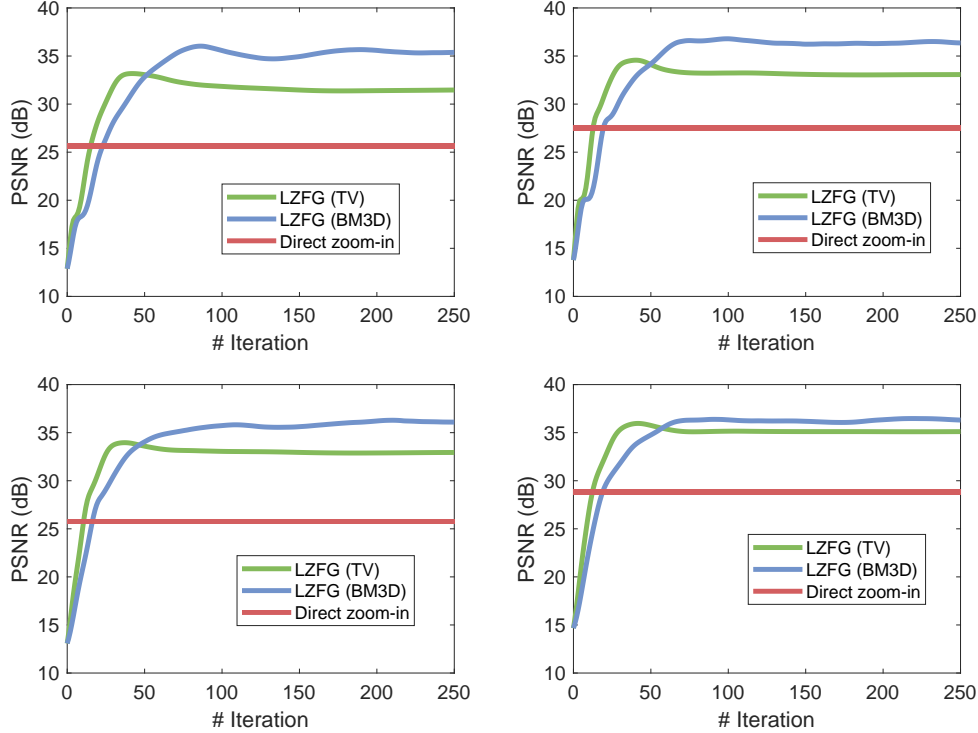 40
35
30
25
20
15
10
PSNR (dB)
LZFG (TV)
LZFG (BM3D)
Direct zoom-in
0 50 100 150 200 250
# Iteration
40
35
30
25
20
15
10
PSNR (dB)
LZFG (TV)
LZFG (BM3D)
Direct zoom-in
0 50 100 150 200 250
# Iteration
40
35
30
25
20
15
10
PSNR (dB)
LZFG (TV)
LZFG (BM3D)
Direct zoom-in
0 50 100 150 200 250
# Iteration
40
35
30
25
20
15
10
PSNR (dB)
LZFG (TV)
LZFG (BM3D)
Direct zoom-in
0 50 100 150 200 250
# Iteration